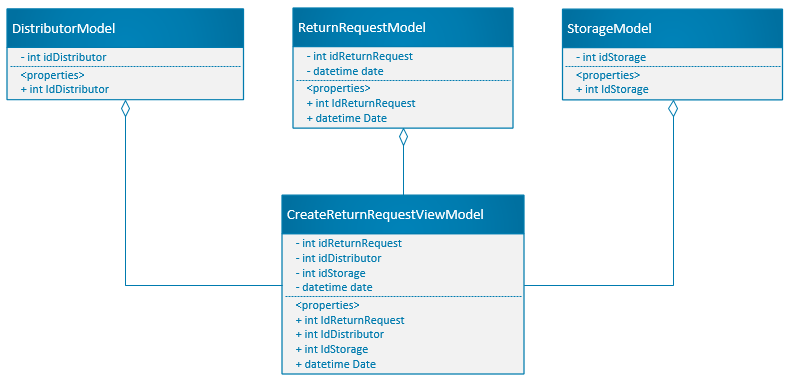 DistributorModel
- int idDistributor
<properties>
+ int IdDistributor
ReturnRequestModel
- int idReturnRequest
- datetime date
<properties>
+ int IdReturnRequest
+ datetime Date
StorageModel
- int idStorage
<properties>
+ int IdStorage
CreateReturnRequestViewModel
- int idReturnRequest
- int idDistributor
- int idStorage
- datetime date
<properties>
+ int IdReturnRequest
+ int IdDistributor
+ int IdStorage
+ datetime Date